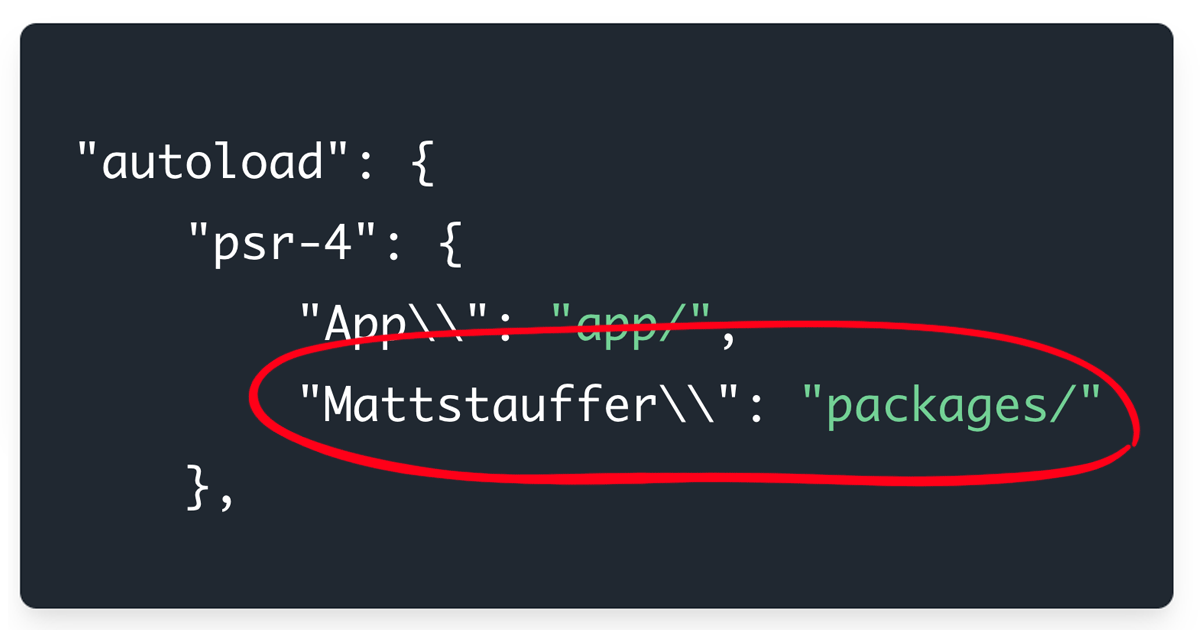 "autoload": {
"psr-4": {
"App\\": "app/",
"Mattstauffer\\": "packages/"
},